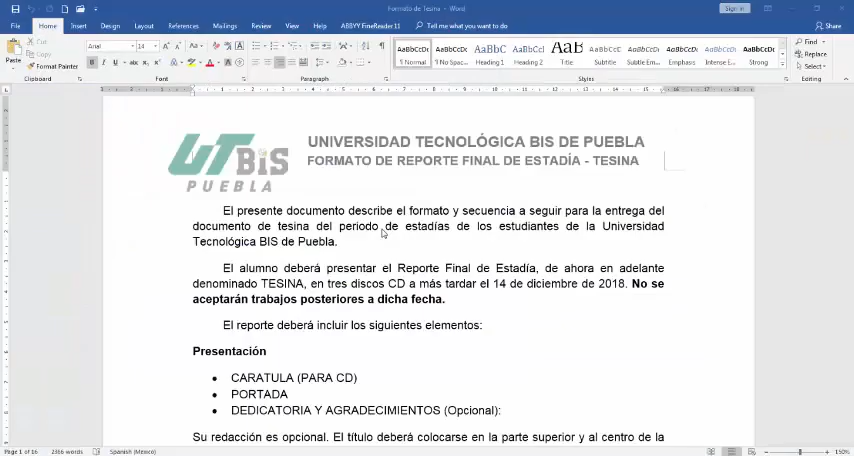 Formato de Tesina - Word
Sign in
File Home Insert Design Layout References Mailings Review View Help ABBYY FineReader 11 Tell me what you want to do Share
Paste
Cut
Copy
Format Painter
Arial 14
AaBbCcDc AaBbCcDc AaBbC AaBbCcI AaB AaBbCcD AaBbCcDc AaBbCcDc AaBbCcDc AaBbCcDc
¶ Normal ¶ No Spac... Heading 1 Heading 2 Title Subtitle Subtle Em... Emphasis Intense E... Strong
Find
Replace
Select
Clipboard Font Paragraph Styles Editing
UTBIS
PUEBLA
UNIVERSIDAD TECNOLÓGICA BIS DE PUEBLA
FORMATO DE REPORTE FINAL DE ESTADÍA - TESINA
El presente documento describe el formato y secuencia a seguir para la entrega del
documento de tesina del periodo de estadías de los estudiantes de la Universidad
Tecnológica BIS de Puebla.
El alumno deberá presentar el Reporte Final de Estadía, de ahora en adelante
denominado TESINA, en tres discos CD a más tardar el 14 de diciembre de 2018. No se
aceptarán trabajos posteriores a dicha fecha.
El reporte deberá incluir los siguientes elementos:
Presentación
• CARATULA (PARA CD)
• PORTADA
• DEDICATORIA Y AGRADECIMIENTOS (Opcional):
Su redacción es opcional. El título deberá colocarse en la parte superior y al centro de la
Page 1 of 16 2366 words Spanish (Mexico) 150%